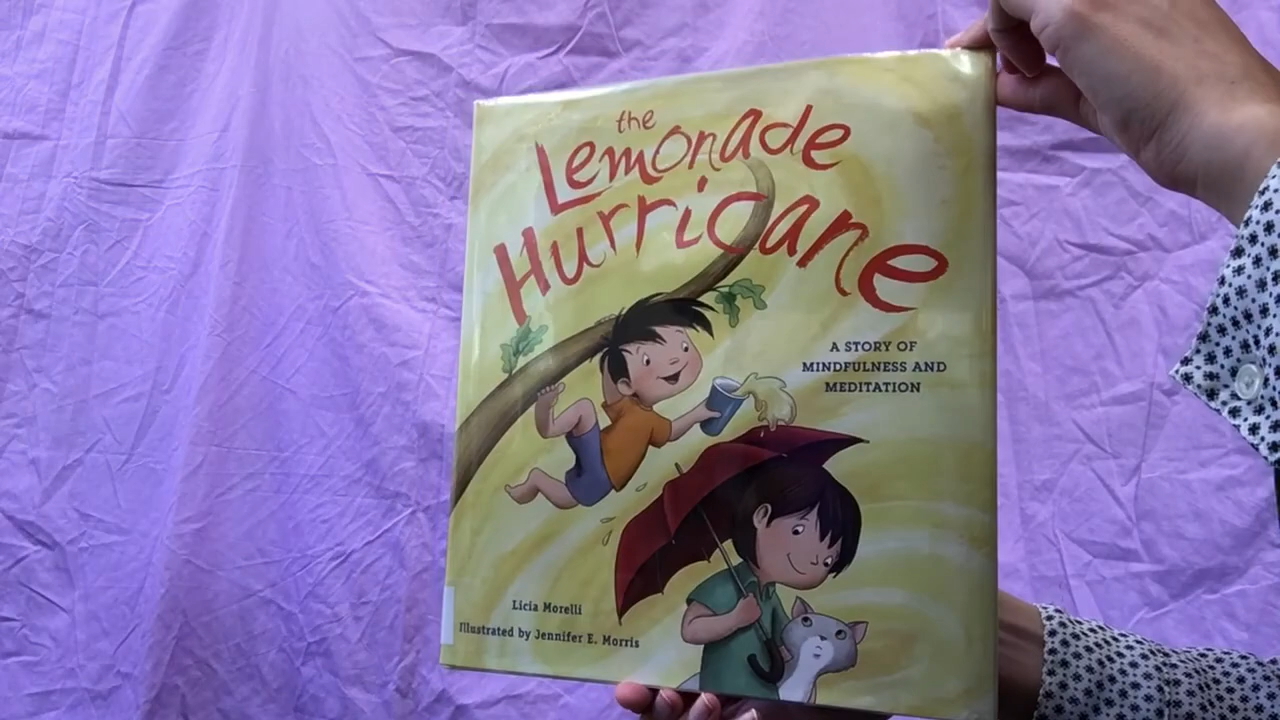 the
Lemonade
Hurricane
A STORY OF
MINDFULNESS AND
MEDITATION
Licia Morelli
Illustrated by Jennifer E. Morris